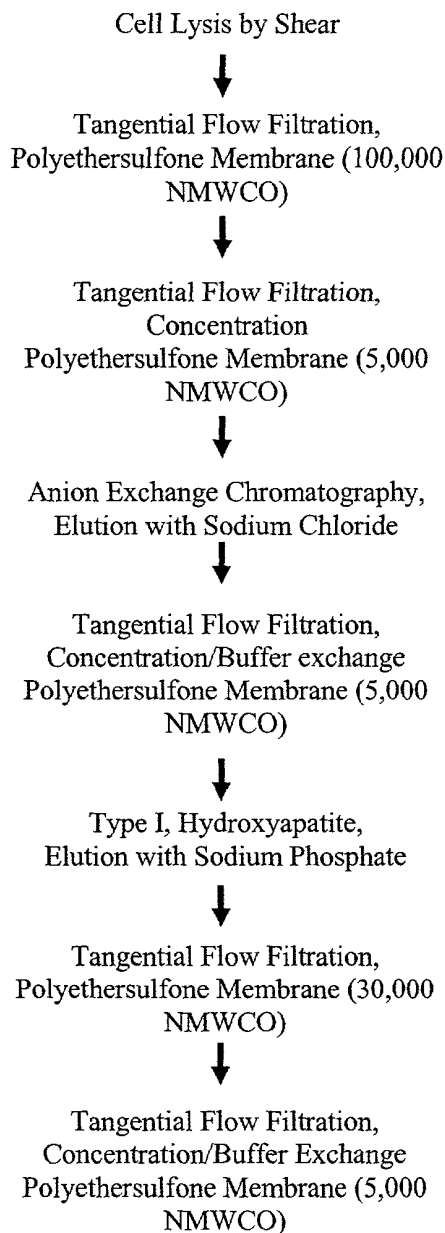 Cell Lysis by Shear
Tangential Flow Filtration,
Polyethersulfone Membrane (100,000
NMWCO)
Tangential Flow Filtration,
Concentration
Polyethersulfone Membrane (5,000
NMWCO)
Anion Exchange Chromatography,
Elution with Sodium Chloride
Tangential Flow Filtration,
Concentration/Buffer exchange
Polyethersulfone Membrane (5,000
NMWCO)
Type I, Hydroxyapatite,
Elution with Sodium Phosphate
Tangential Flow Filtration,
Polyethersulfone Membrane (30,000
NMWCO)
Tangential Flow Filtration,
Concentration/Buffer Exchange
Polyethersulfone Membrane (5,000
NMWCO)